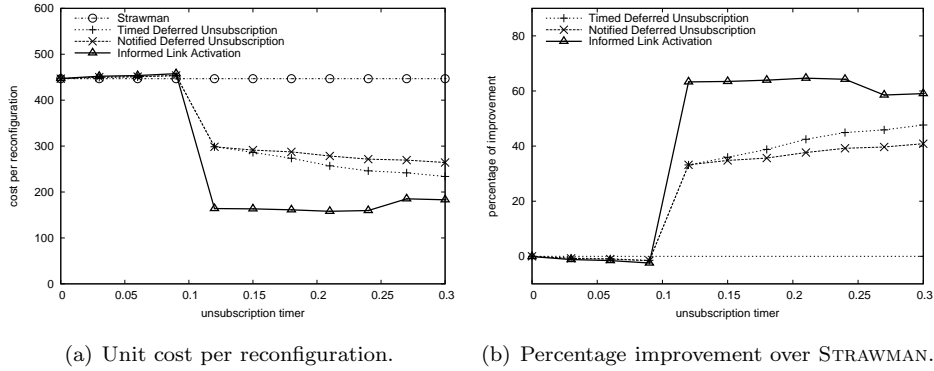 600
500
400
300
200
100
0
0
0.05
0.1
0.15
0.2
0.25
0.3
cost per reconfiguration
unsubscription timer
Strawman
Timed Deferred Unsubscription
Notified Deferred Unsubscription
Informed Link Activation
(a) Unit cost per reconfiguration.
80
60
40
20
0
0
0.05
0.1
0.15
0.2
0.25
0.3
percentage of improvement
unsubscription timer
Timed Deferred Unsubscription
Notified Deferred Unsubscription
Informed Link Activation
(b) Percentage improvement over STRAWMAN.